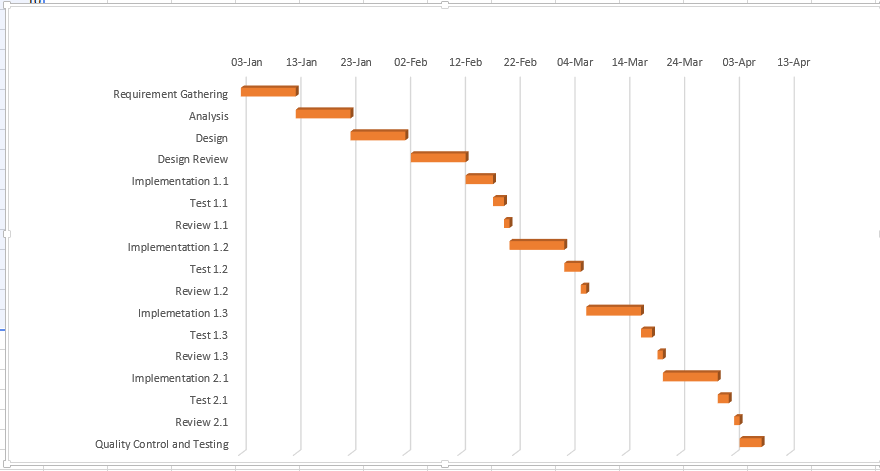 03-Jan 13-Jan 23-Jan 02-Feb 12-Feb 22-Feb 04-Mar 14-Mar 24-Mar 03-Apr 13-Apr
Requirement Gathering
Analysis
Design
Design Review
Implementation 1.1
Test 1.1
Review 1.1
Implementattion 1.2
Test 1.2
Review 1.2
Implemetation 1.3
Test 1.3
Review 1.3
Implementation 2.1
Test 2.1
Review 2.1
Quality Control and Testing